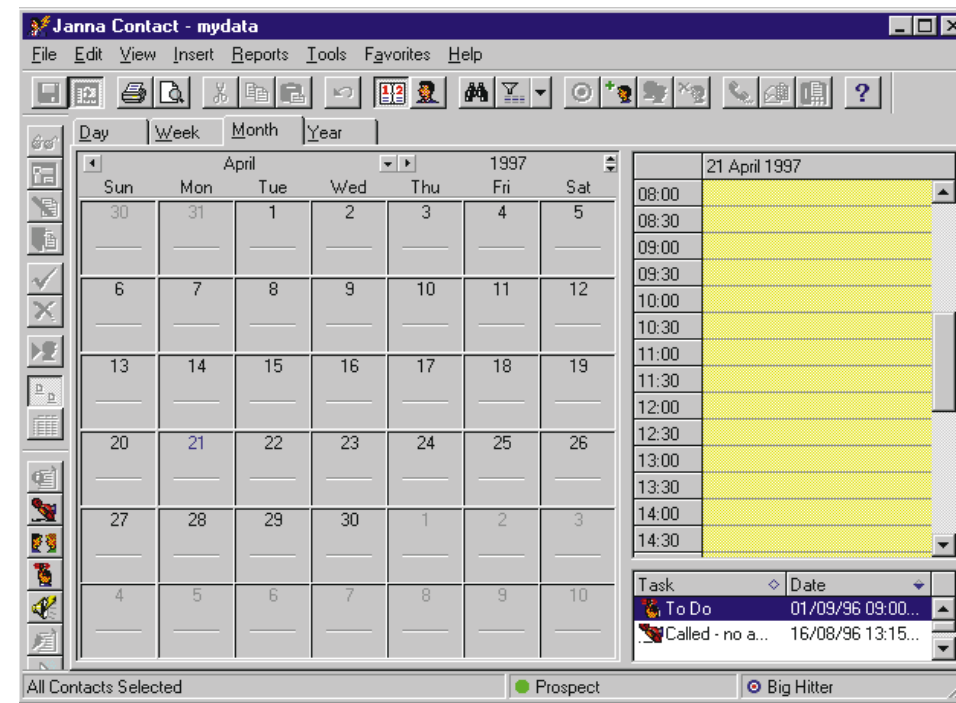 Janna Contact - mydata
File Edit View Insert Reports Tools Favorites Help
Day Week Month Year
April 1997
Sun Mon Tue Wed Thu Fri Sat
30 31 1 2 3 4 5
6 7 8 9 10 11 12
13 14 15 16 17 18 19
20 21 22 23 24 25 26
27 28 29 30 1 2 3
4 5 6 7 8 9 10
21 April 1997
08:00
08:30
09:00
09:30
10:00
10:30
11:00
11:30
12:00
12:30
13:00
13:30
14:00
14:30
Task Date
To Do 01/09/96 09:00...
Called - no a... 16/08/96 13:15...
All Contacts Selected Prospect Big Hitter